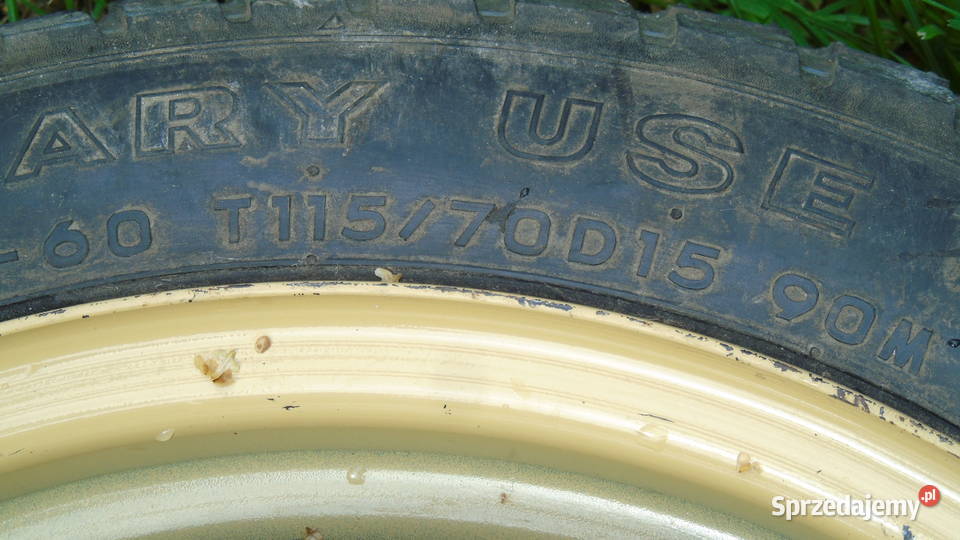 ARY USE
-60 T115/70D15 90M
Sprzedajemy.pl